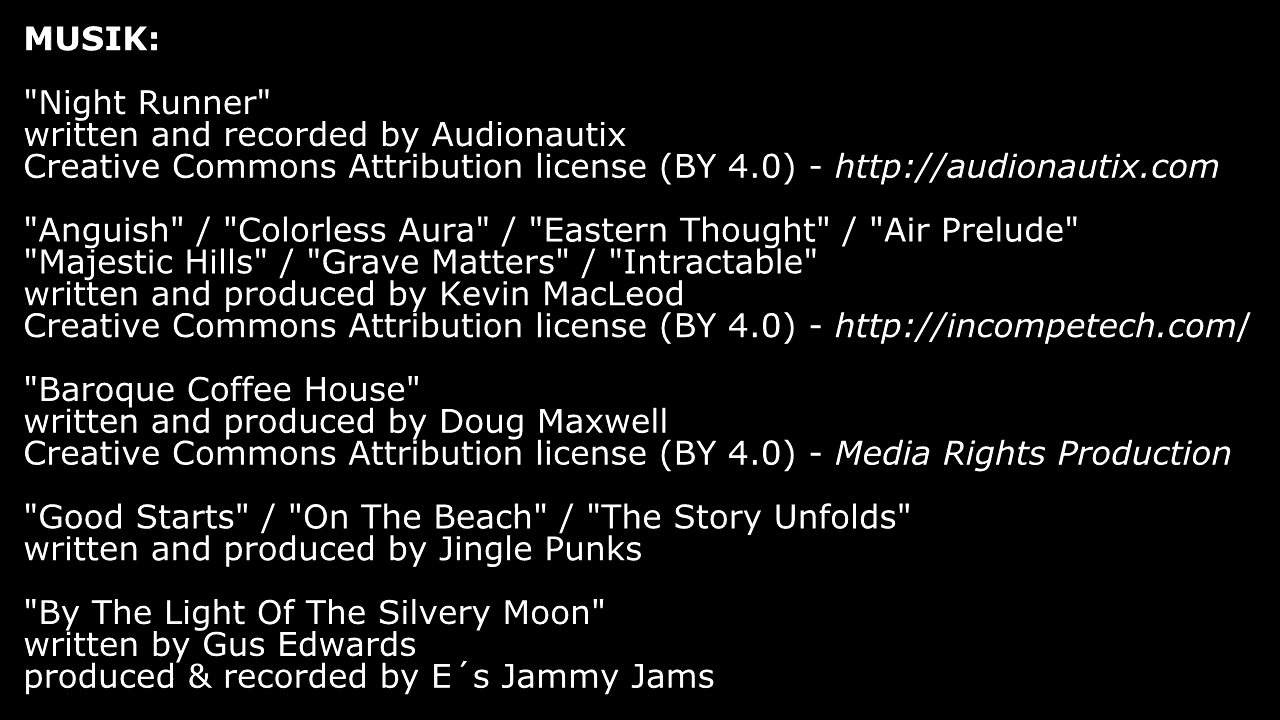 MUSIK:
"Night Runner"
written and recorded by Audionautix
Creative Commons Attribution license (BY 4.0) - http://audionautix.com
"Anguish" / "Colorless Aura" / "Eastern Thought" / "Air Prelude"
"Majestic Hills" / "Grave Matters" / "Intractable"
written and produced by Kevin MacLeod
Creative Commons Attribution license (BY 4.0) - http://incompetech.com/
"Baroque Coffee House"
written and produced by Doug Maxwell
Creative Commons Attribution license (BY 4.0) - Media Rights Production
"Good Starts" / "On The Beach" / "The Story Unfolds"
written and produced by Jingle Punks
"By The Light Of The Silvery Moon"
written by Gus Edwards
produced & recorded by E´s Jammy Jams